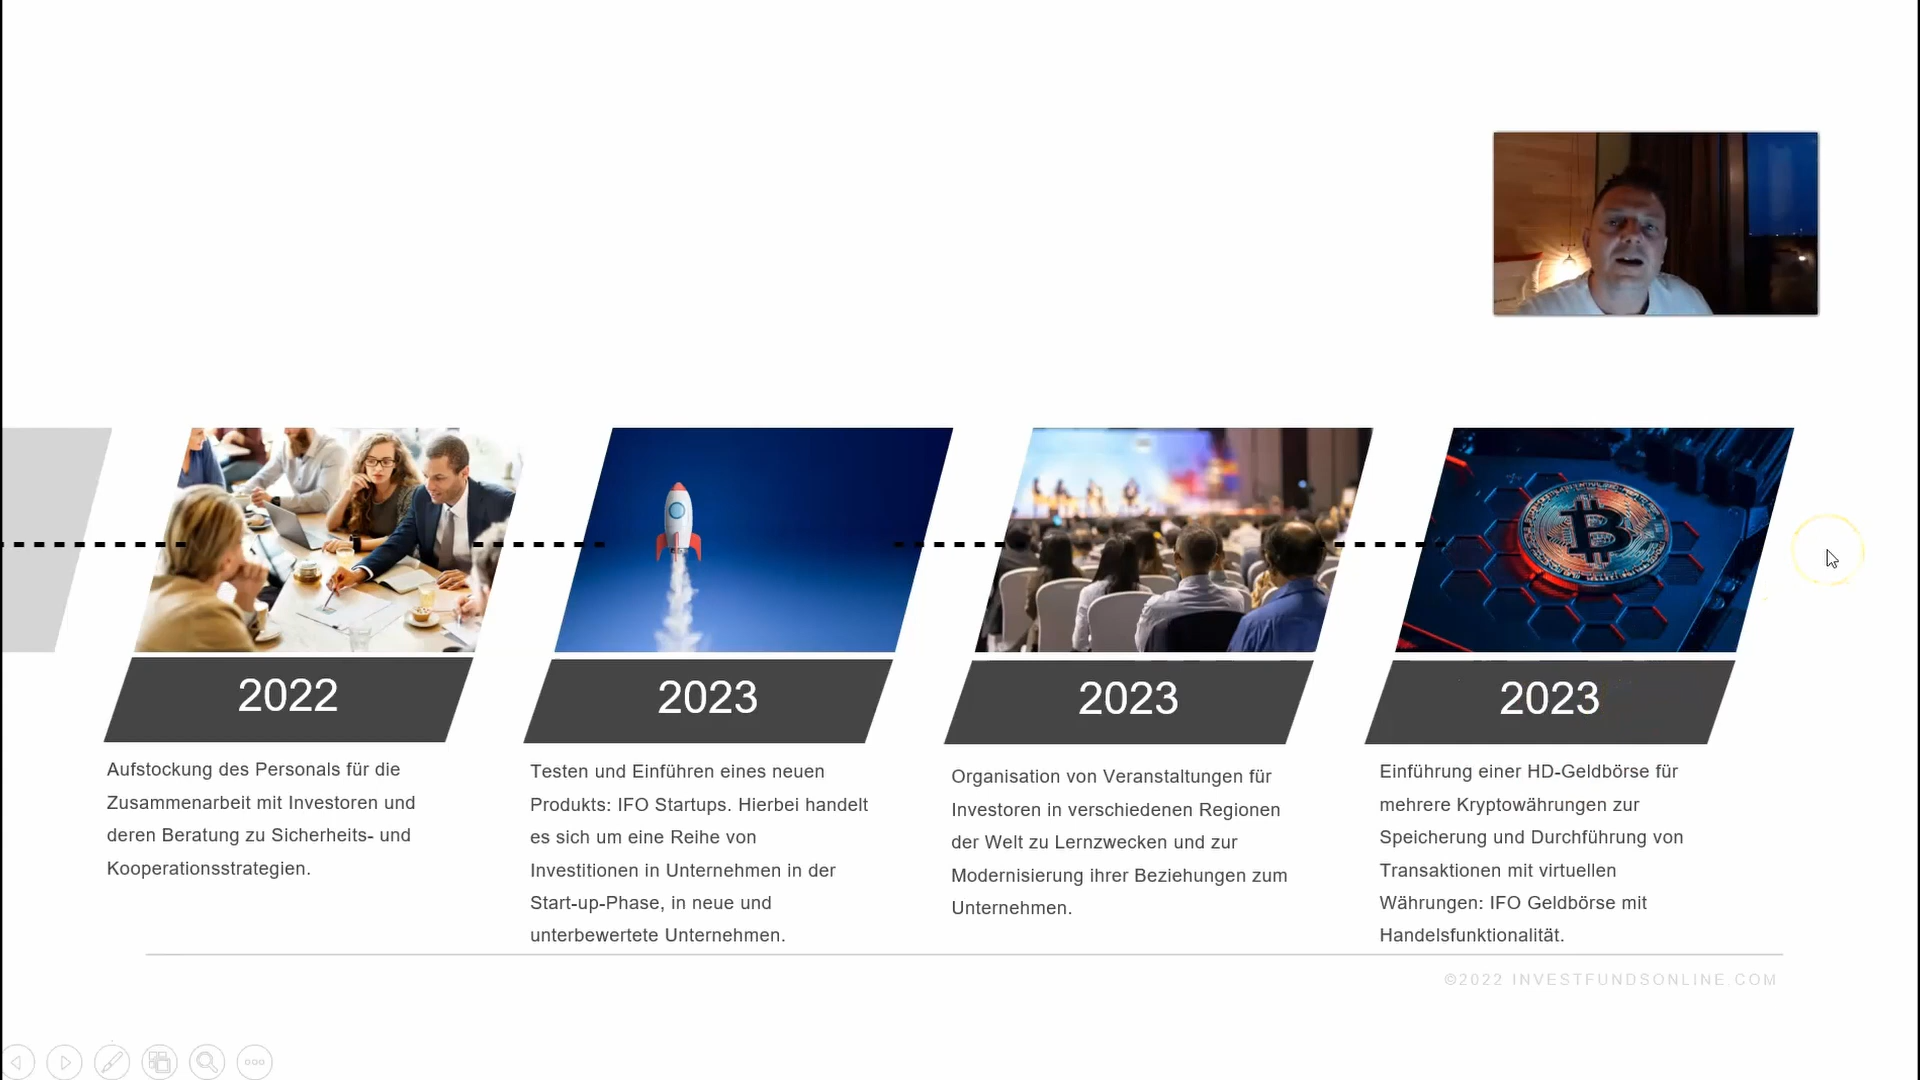 2022
Aufstockung des Personals für die
Zusammenarbeit mit Investoren und
deren Beratung zu Sicherheits- und
Kooperationsstrategien.
2023
Testen und Einführen eines neuen
Produkts: IFO Startups. Hierbei handelt
es sich um eine Reihe von
Investitionen in Unternehmen in der
Start-up-Phase, in neue und
unterbewertete Unternehmen.
2023
Organisation von Veranstaltungen für
Investoren in verschiedenen Regionen
der Welt zu Lernzwecken und zur
Modernisierung ihrer Beziehungen zum
Unternehmen.
2023
Einführung einer HD-Geldbörse für
mehrere Kryptowährungen zur
Speicherung und Durchführung von
Transaktionen mit virtuellen
Währungen: IFO Geldbörse mit
Handelsfunktionalität.
©2022 INVESTFUNDSONLINE.COM